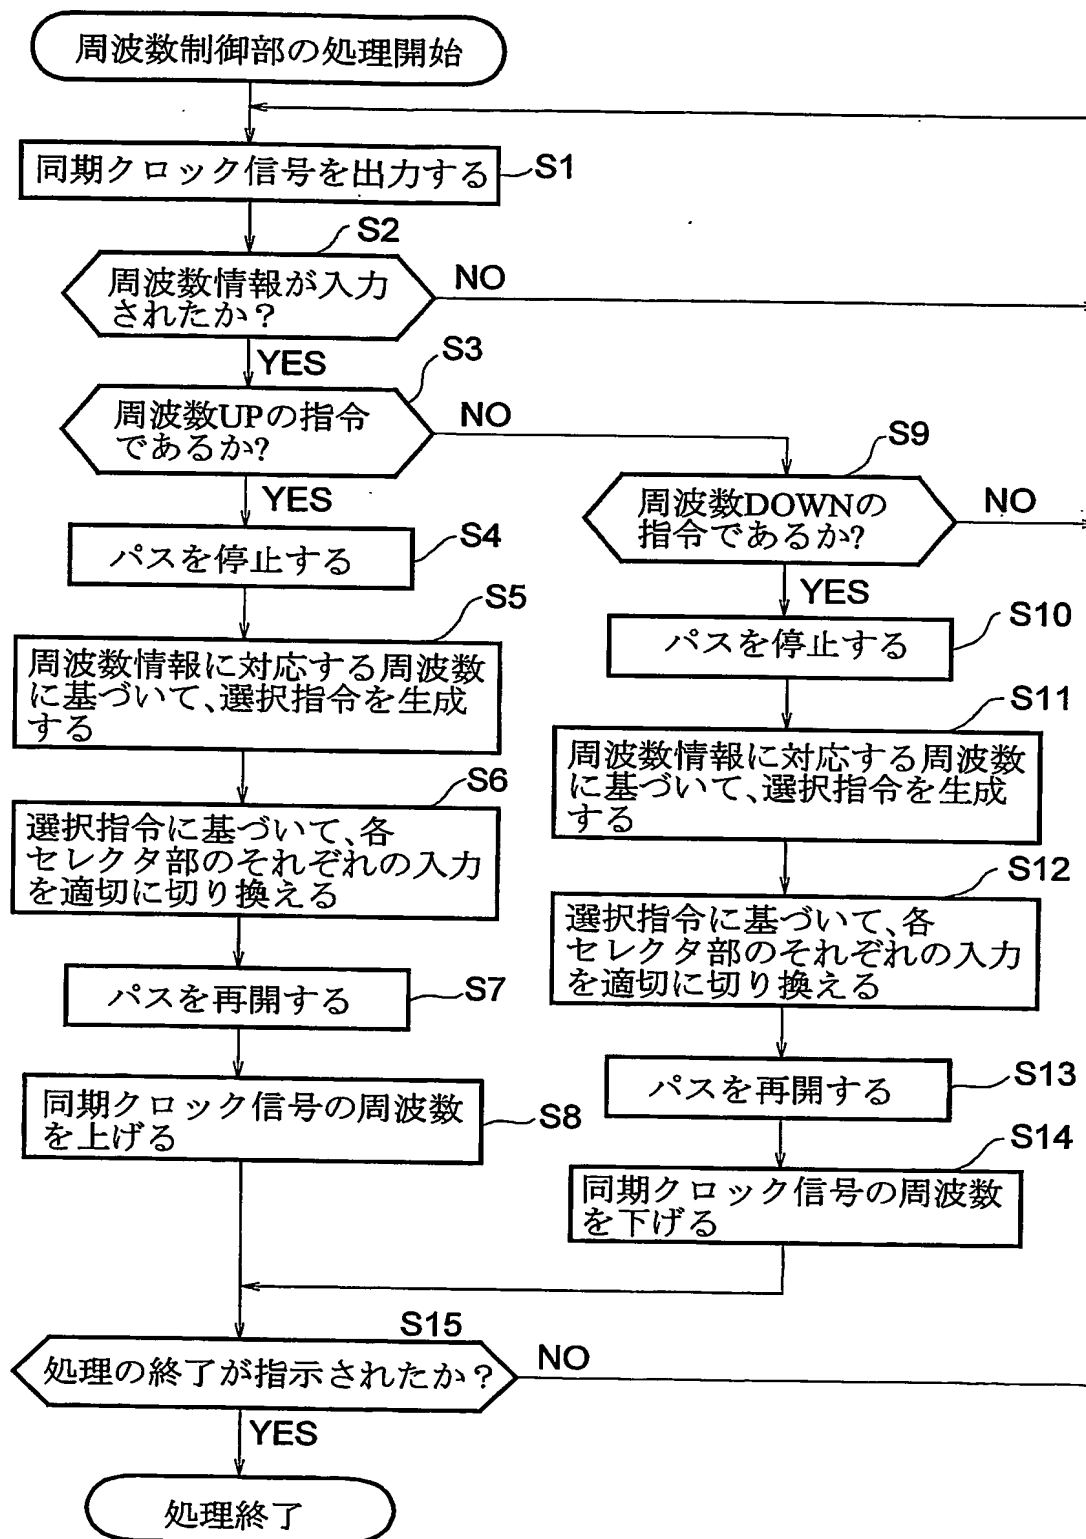 周波数制御部の処理開始
同期クロック信号を出力する
S1
S2
周波数情報が入力
されたか?
NO
YES
S3
周波数UPの指令
であるか?
NO
YES
S4
パスを停止する
S5
周波数情報に対応する周波数
に基づいて、選択指令を生成
する
S6
選択指令に基づいて、各
セレクタ部のそれぞれの入力
を適切に切り換える
パスを再開する
S7
同期クロック信号の周波数
を上げる
S8
S9
周波数DOWNの
指令であるか?
NO
YES
S10
パスを停止する
S11
周波数情報に対応する周波数
に基づいて、選択指令を生成
する
S12
選択指令に基づいて、各
セレクタ部のそれぞれの入力
を適切に切り換える
パスを再開する
S13
S14
同期クロック信号の周波数
を下げる
S15
処理の終了が指示されたか?
NO
YES
処理終了